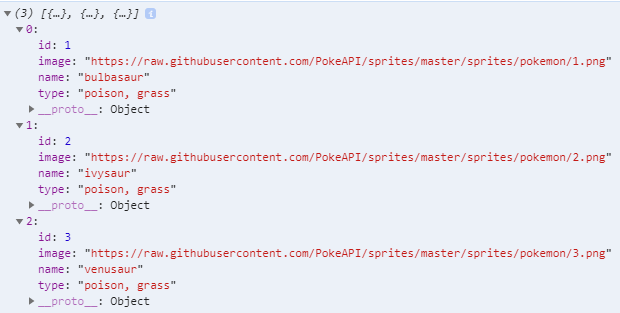 (3) [{…}, {…}, {…}] i
0:
id: 1
image: "https://raw.githubusercontent.com/PokeAPI/sprites/master/sprites/pokemon/1.png"
name: "bulbasaur"
type: "poison, grass"
__proto__: Object
1:
id: 2
image: "https://raw.githubusercontent.com/PokeAPI/sprites/master/sprites/pokemon/2.png"
name: "ivysaur"
type: "poison, grass"
__proto__: Object
2:
id: 3
image: "https://raw.githubusercontent.com/PokeAPI/sprites/master/sprites/pokemon/3.png"
name: "venusaur"
type: "poison, grass"
__proto__: Object